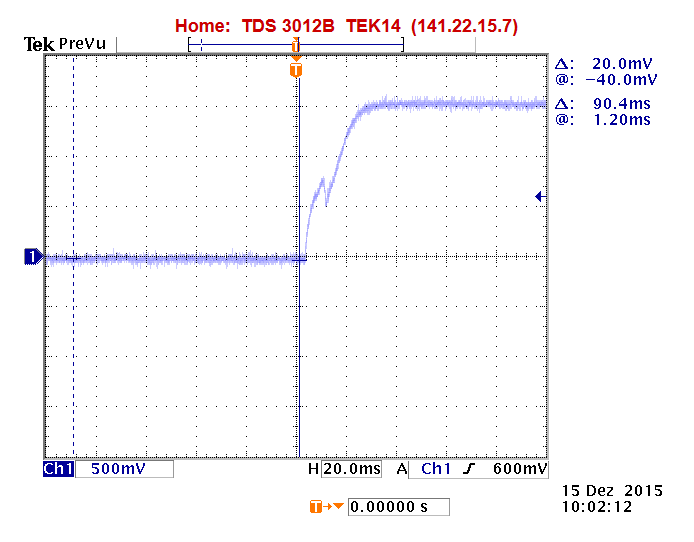 Home: TDS 3012B TEK14 (141.22.15.7)
Tek PreVu
T
T
Δ: 20.0mV
@: −40.0mV
Δ: 90.4ms
@: 1.20ms
1
Ch1 500mV H 20.0ms A Ch1 600mV
T 0.00000 s
15 Dez 2015
10:02:12